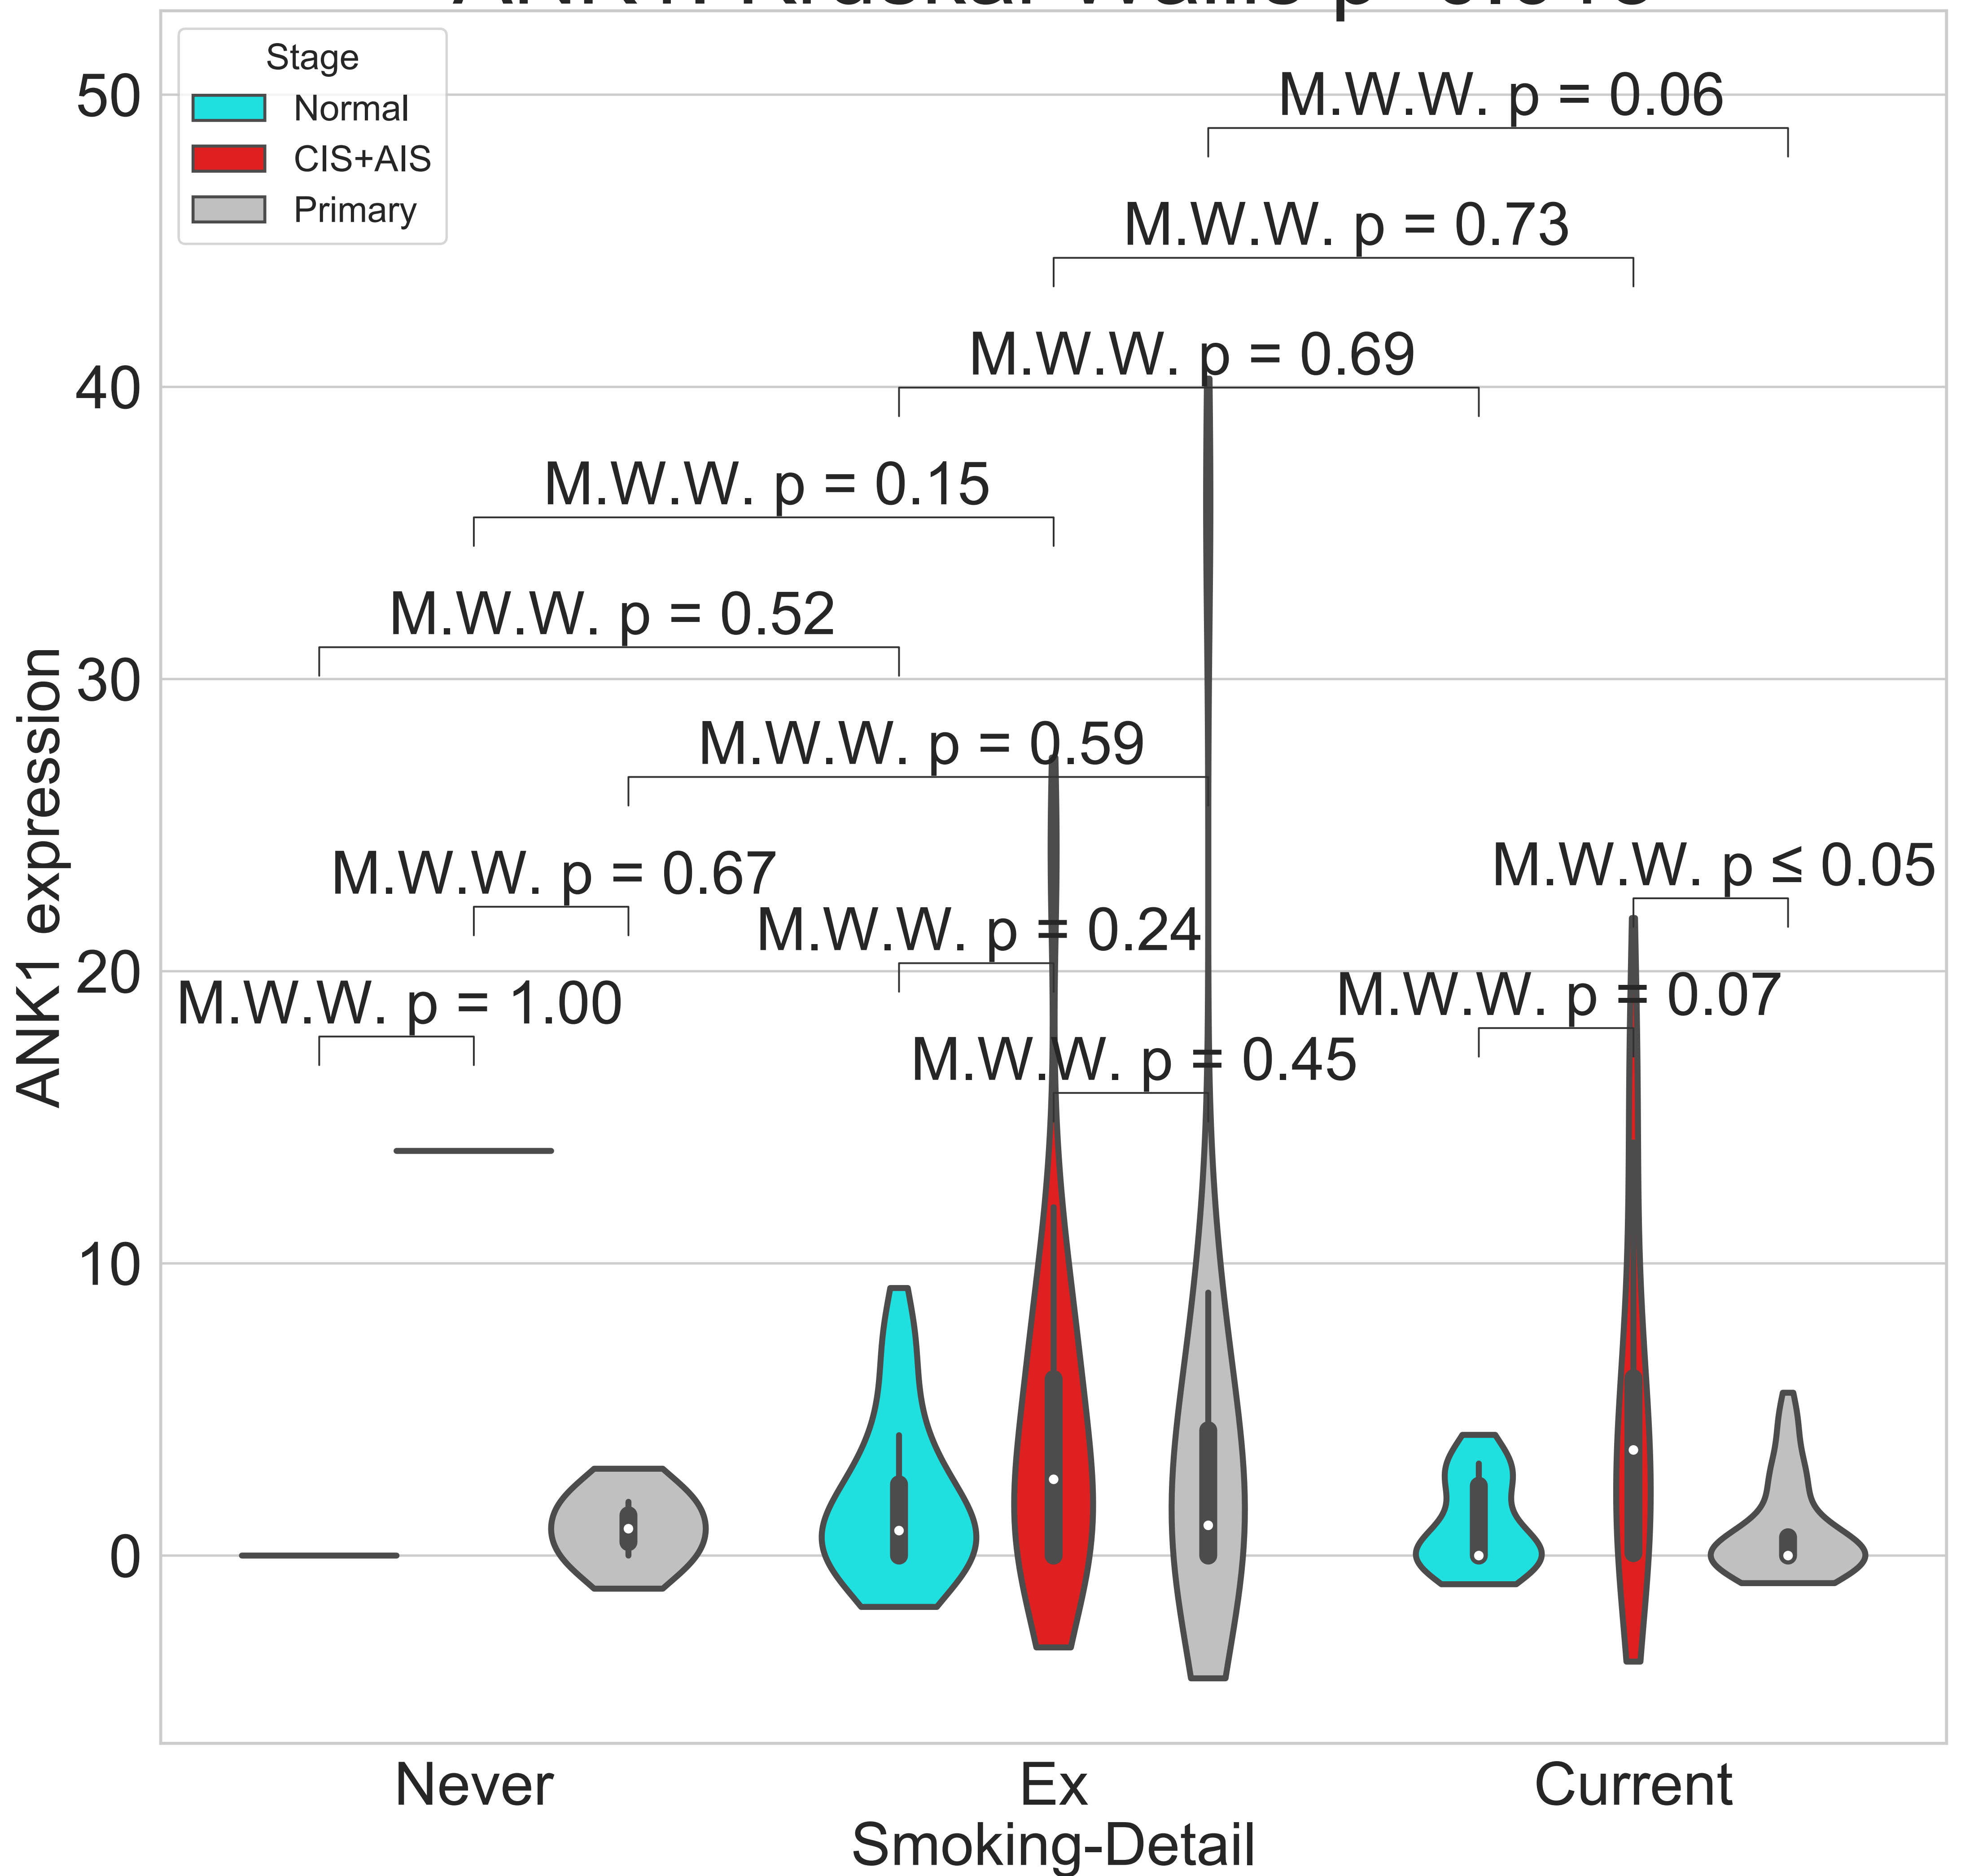 Stage
Normal
CIS+AIS
Primary
50
40
30
20
10
0
ANK1 expression
M.W.W. p = 0.06
M.W.W. p = 0.73
M.W.W. p = 0.69
M.W.W. p = 0.15
M.W.W. p = 0.52
M.W.W. p = 0.59
M.W.W. p = 0.67
M.W.W. p ≤ 0.05
M.W.W. p = 0.24
M.W.W. p = 1.00
M.W.W. p = 0.07
M.W.W. p = 0.45
Never
Ex
Current
Smoking-Detail